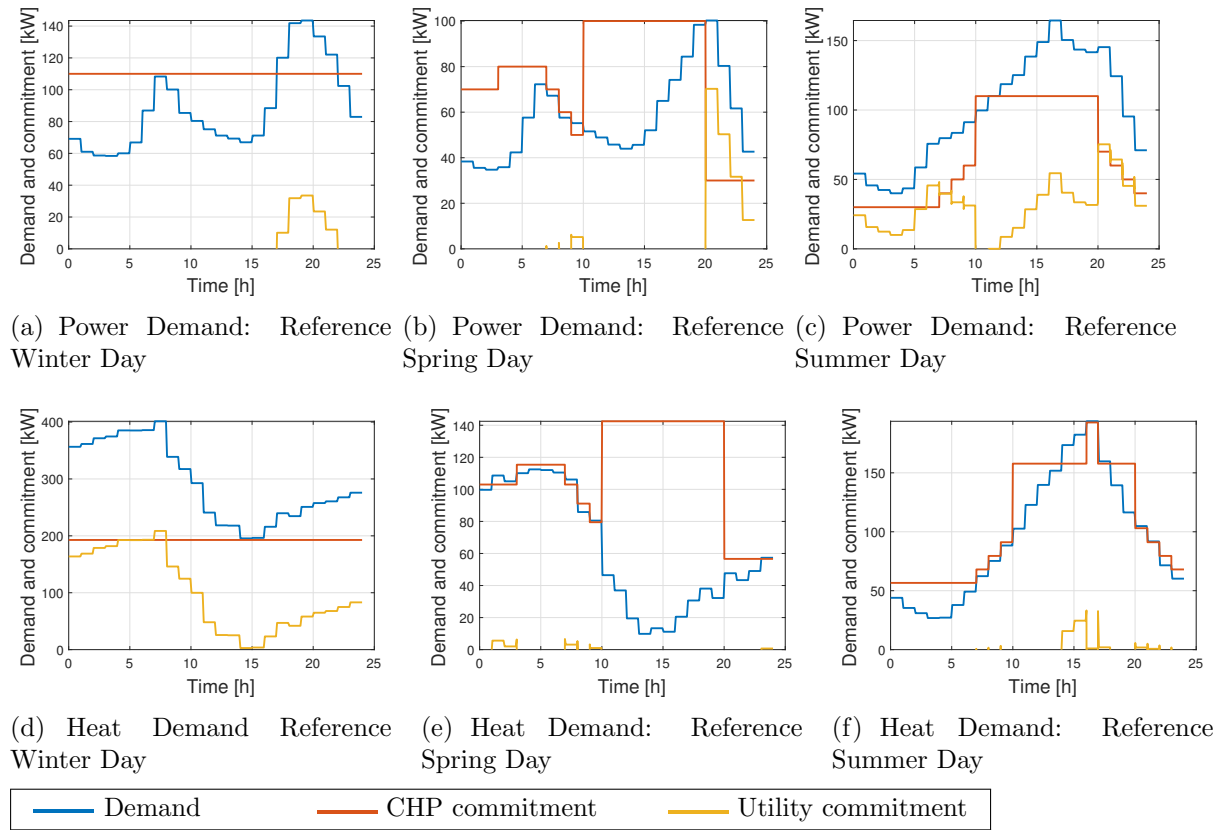 Demand and commitment [kW]
140
120
100
80
60
40
20
0
0 5 10 15 20 25
Time [h]
(a) Power Demand: Reference
Winter Day
Demand and commitment [kW]
100
80
60
40
20
0
0 5 10 15 20 25
Time [h]
(b) Power Demand: Reference
Spring Day
Demand and commitment [kW]
150
100
50
0
0 5 10 15 20 25
Time [h]
(c) Power Demand: Reference
Summer Day
Demand and commitment [kW]
400
300
200
100
0
0 5 10 15 20 25
Time [h]
(d) Heat Demand Reference
Winter Day
Demand and commitment [kW]
140
120
100
80
60
40
20
0
0 5 10 15 20 25
Time [h]
(e) Heat Demand: Reference
Spring Day
Demand and commitment [kW]
150
100
50
0
0 5 10 15 20 25
Time [h]
(f) Heat Demand: Reference
Summer Day
Demand CHP commitment Utility commitment